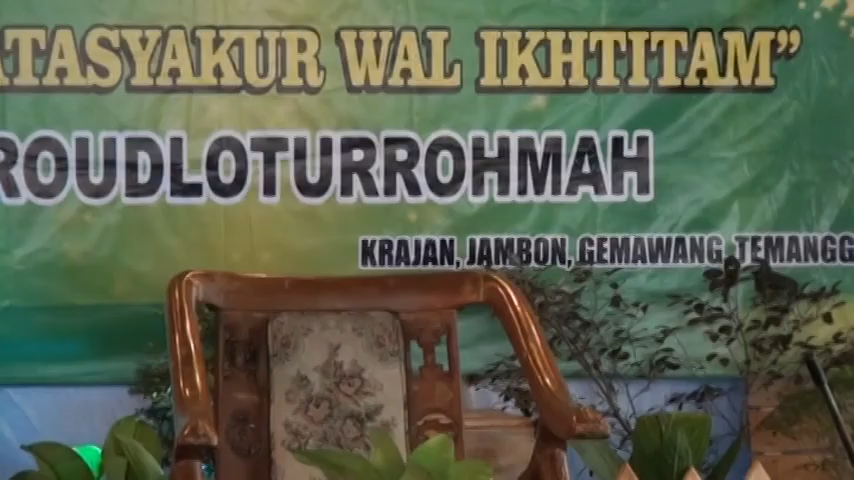 ATASYAKUR WAL IKHTITAM”
ROUDLOTURROHMAH
KRAJAN, JAMBON, GEMAWANG, TEMANGG